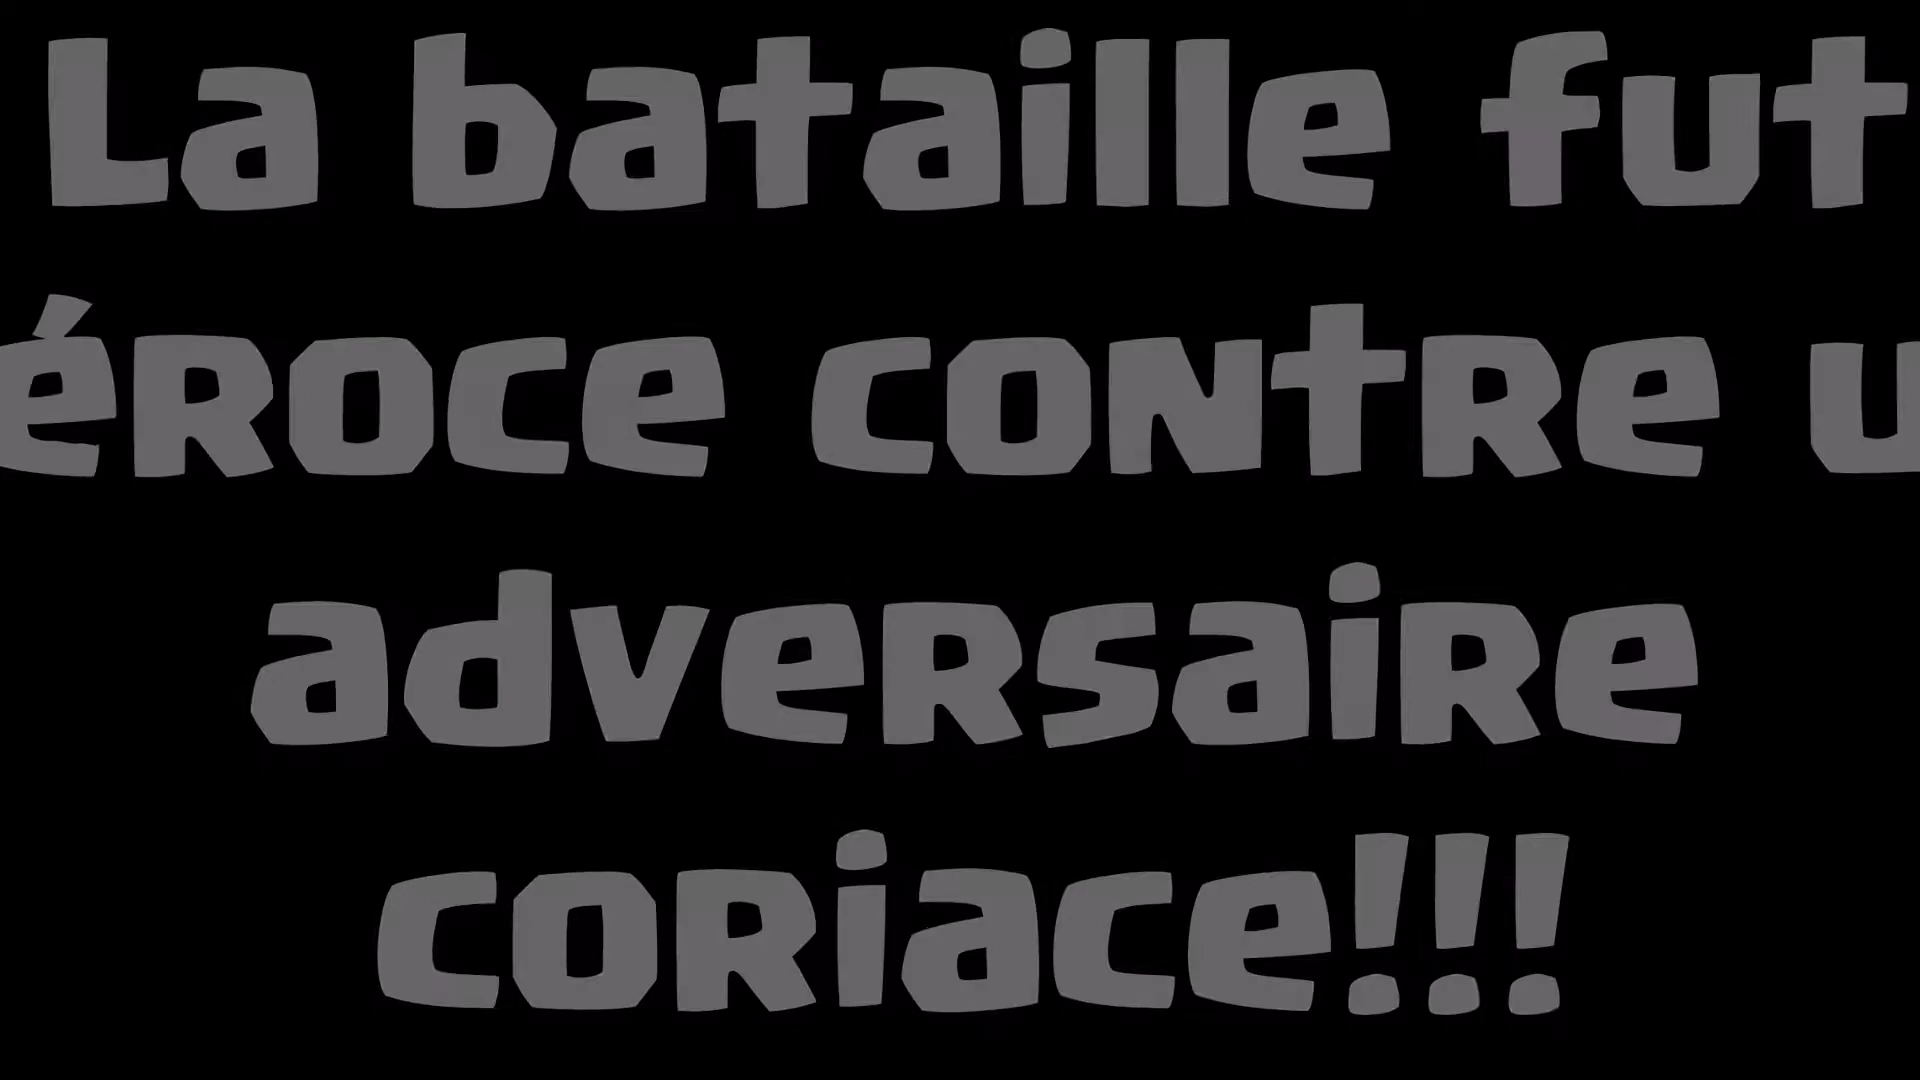 La bataille fut
éroce contre u
adversaire
coriace!!!